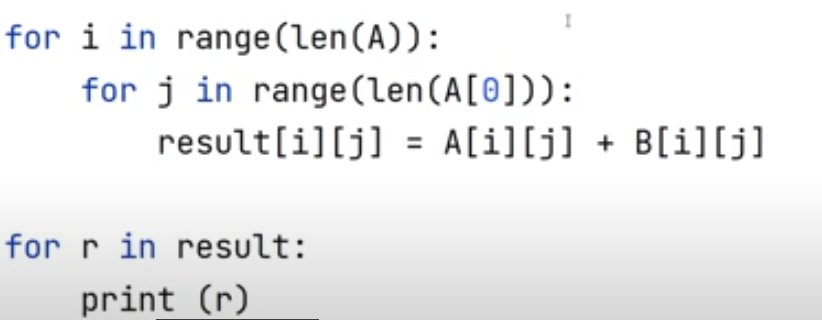 for i in range(len(A)):
    for j in range(len(A[0])):
        result[i][j] = A[i][j] + B[i][j]
for r in result:
    print (r)